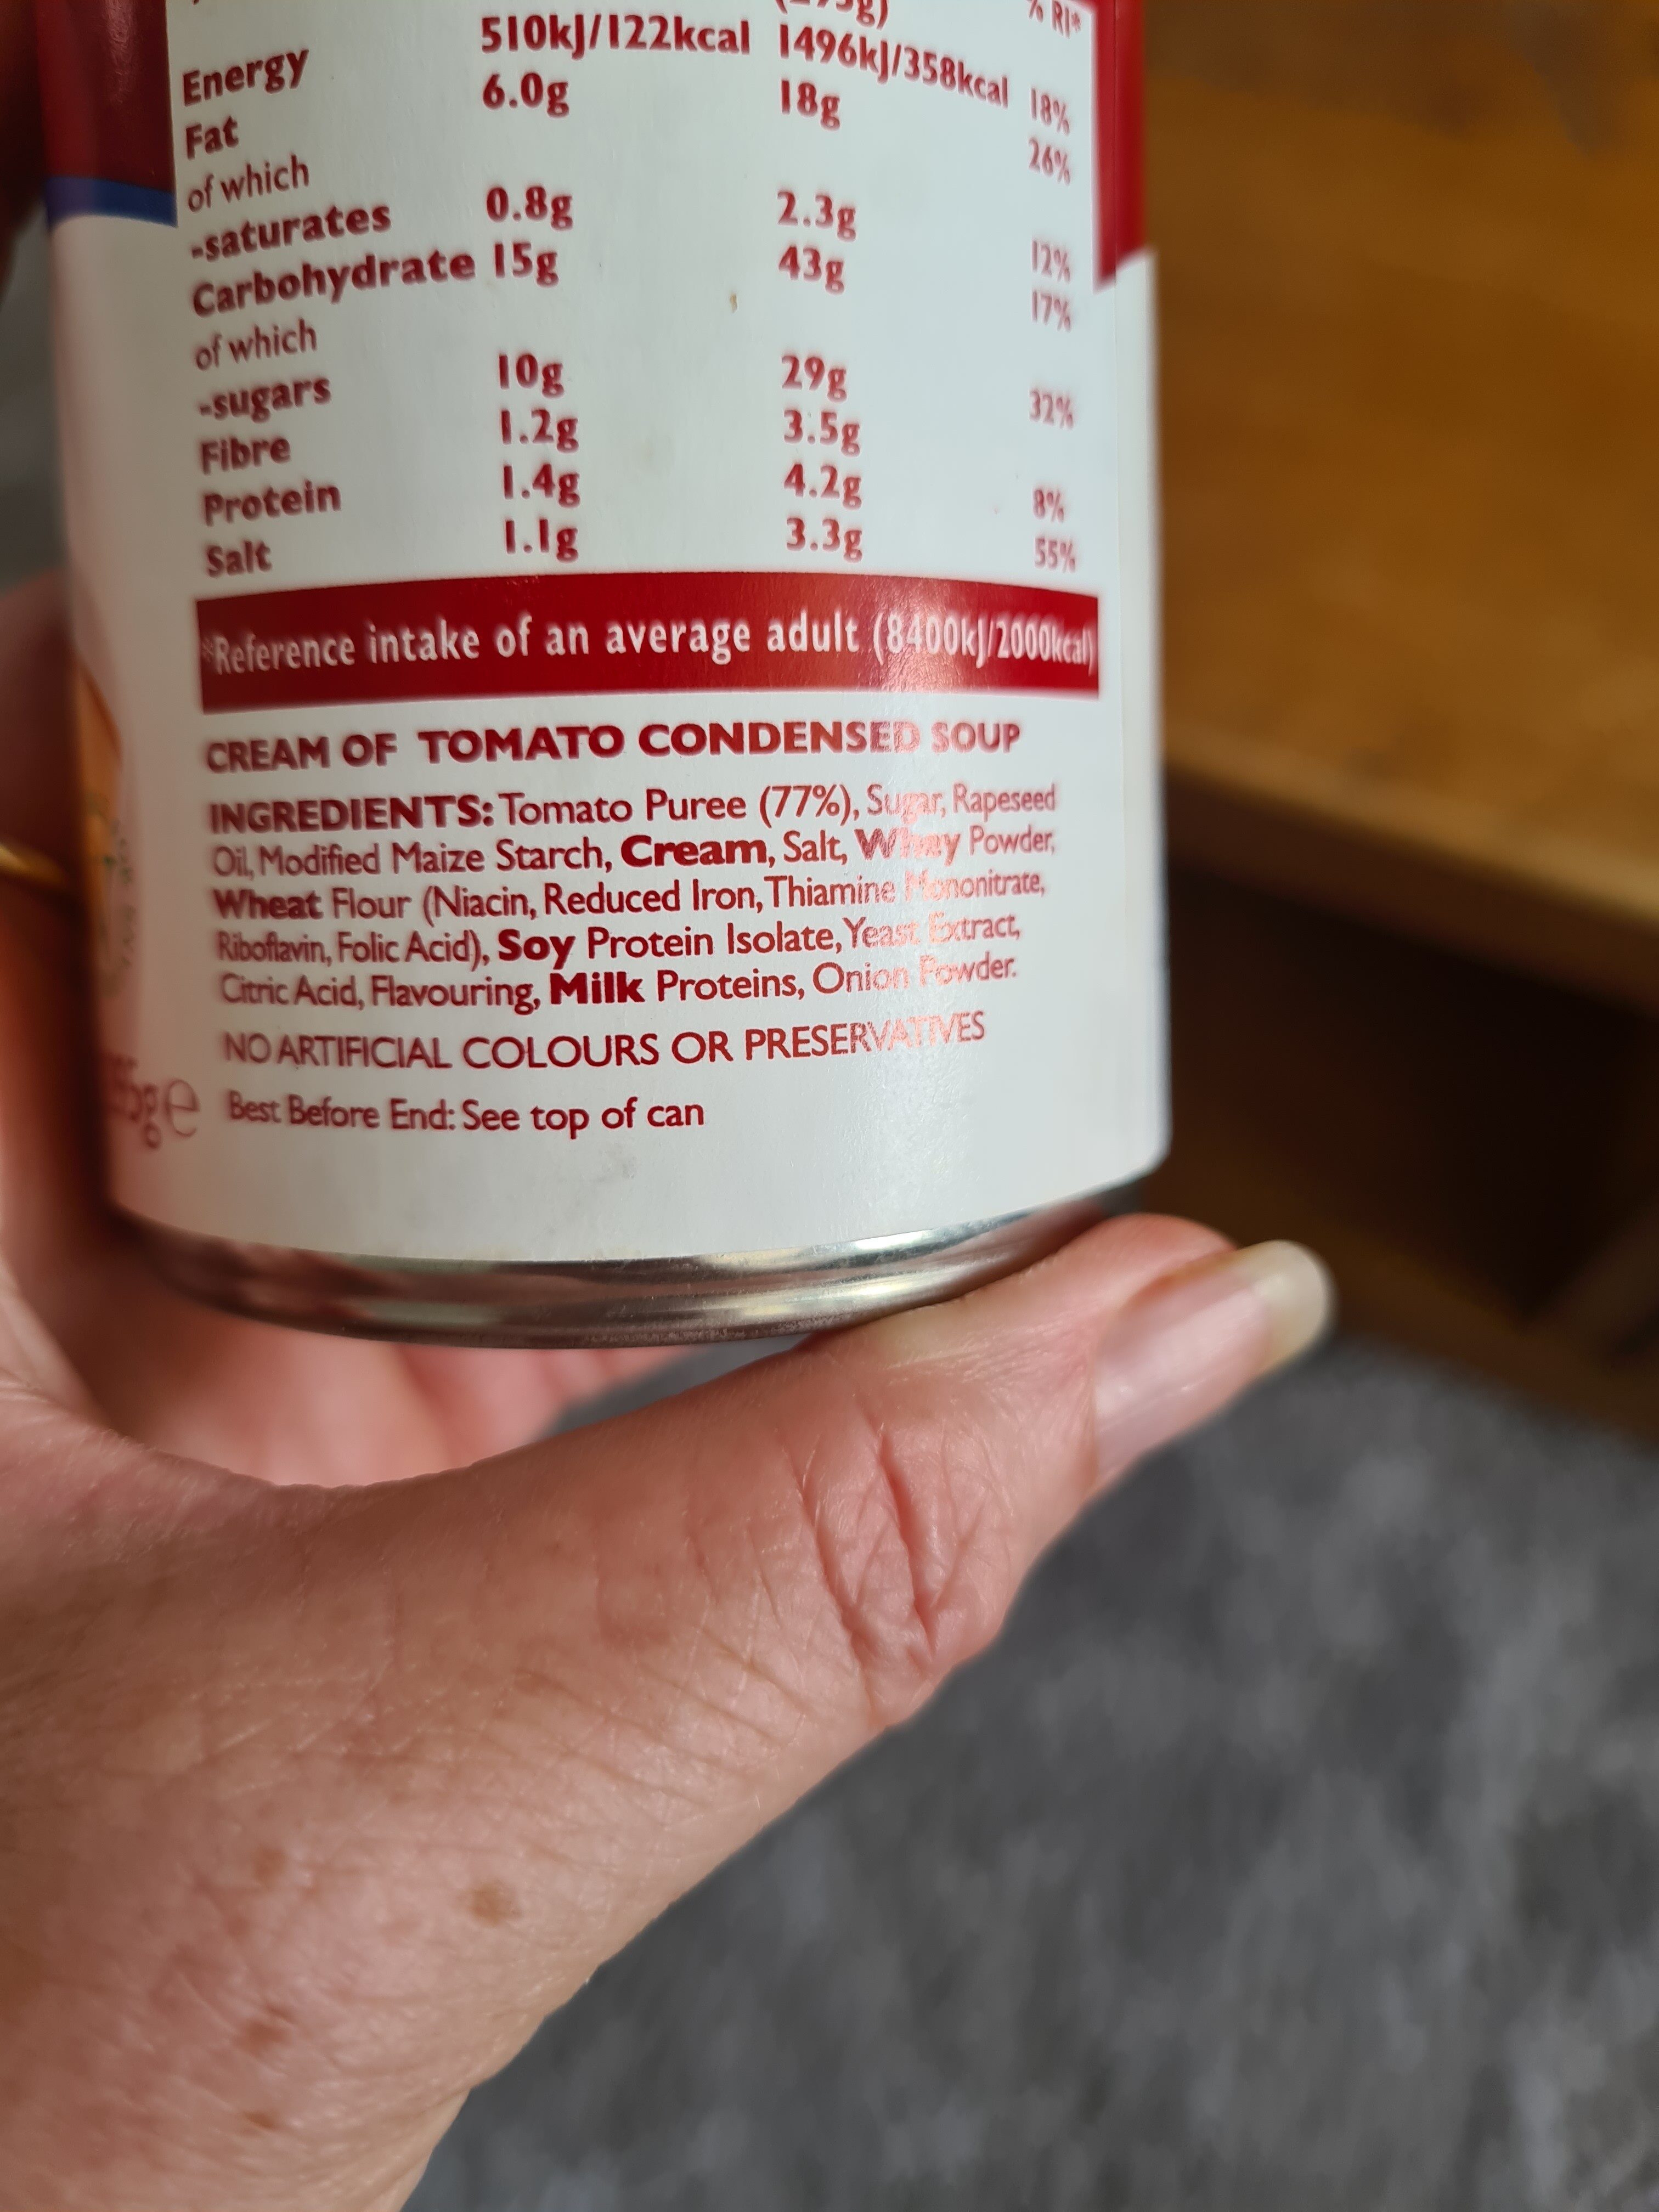 % RI*
Energy 510kJ/122kcal 1496kJ/358kcal 18%
Fat 6.0g 18g 26%
of which
-saturates 0.8g 2.3g 12%
Carbohydrate 15g 43g 17%
of which
-sugars 10g 29g 32%
Fibre 1.2g 3.5g
Protein 1.4g 4.2g 8%
Salt 1.1g 3.3g 55%
*Reference intake of an average adult (8400kJ/2000kcal)
CREAM OF TOMATO CONDENSED SOUP
INGREDIENTS: Tomato Puree (77%), Sugar, Rapeseed
Oil, Modified Maize Starch, Cream, Salt, Whey Powder,
Wheat Flour (Niacin, Reduced Iron, Thiamine Mononitrate,
Riboflavin, Folic Acid), Soy Protein Isolate, Yeast Extract,
Citric Acid, Flavouring, Milk Proteins, Onion Powder.
NO ARTIFICIAL COLOURS OR PRESERVATIVES
Best Before End: See top of can